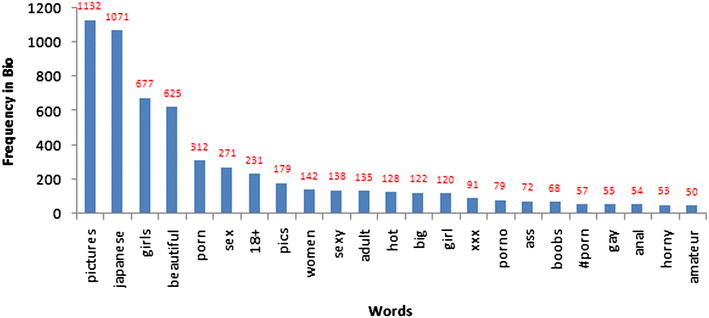 1132
1071
677
625
312
271
231
179
142
138
135
128
122
120
91
79
72
68
57
55
54
53
50
1200
1000
800
600
400
200
0
Frequency in Bio
pictures
japanese
girls
beautiful
porn
sex
18+
pics
women
sexy
adult
hot
big
girl
xxx
porno
ass
boobs
#porn
gay
anal
horny
amateur
Words